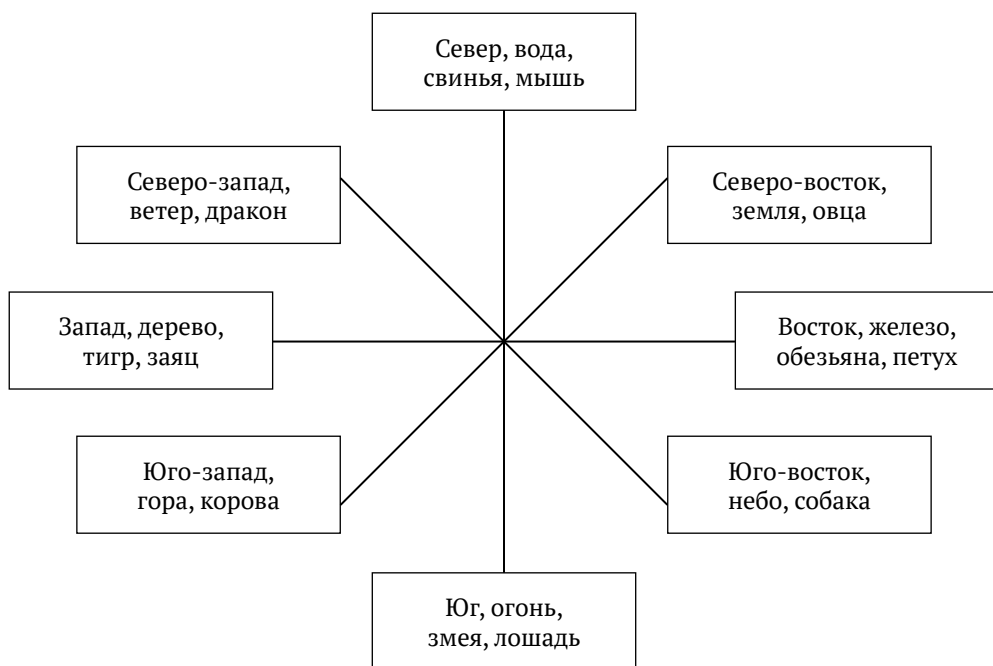 Север, вода,
свинья, мышь
Северо-запад,
ветер, дракон
Северо-восток,
земля, овца
Запад, дерево,
тигр, заяц
Восток, железо,
обезьяна, петух
Юго-запад,
гора, корова
Юго-восток,
небо, собака
Юг, огонь,
змея, лошадь